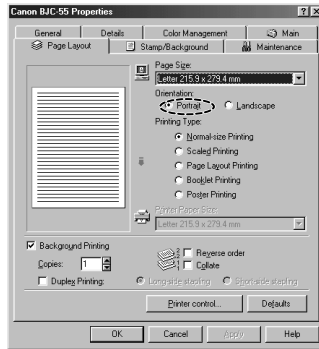 Canon BJC-55 Properties
General Details Color Management Main
Page Layout Stamp/Background Maintenance
Page Size:
Letter 215.9 x 279.4 mm
Orientation:
Portrait Landscape
Printing Type:
Normal-size Printing
Scaled Printing
Page Layout Printing
Booklet Printing
Poster Printing
Printer Paper Size:
Letter 215.9 x 279.4 mm
Background Printing
Copies: 1
Reverse order
Collate
Duplex Printing: Long-side stapling Short-side stapling
Printer control... Defaults
OK Cancel Apply Help